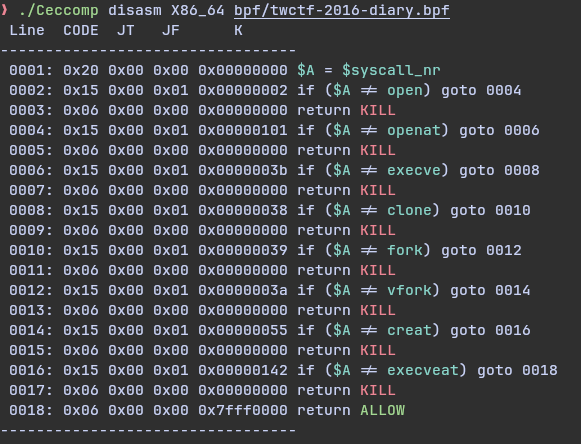 ❯ ./Ceccomp disasm X86_64 bpf/twctf-2016-diary.bpf
 Line  CODE  JT   JF      K
---------------------------------
 0001: 0x20 0x00 0x00 0x00000000 $A = $syscall_nr
 0002: 0x15 0x00 0x01 0x00000002 if ($A != open) goto 0004
 0003: 0x06 0x00 0x00 0x00000000 return KILL
 0004: 0x15 0x00 0x01 0x00000101 if ($A != openat) goto 0006
 0005: 0x06 0x00 0x00 0x00000000 return KILL
 0006: 0x15 0x00 0x01 0x0000003b if ($A != execve) goto 0008
 0007: 0x06 0x00 0x00 0x00000000 return KILL
 0008: 0x15 0x00 0x01 0x00000038 if ($A != clone) goto 0010
 0009: 0x06 0x00 0x00 0x00000000 return KILL
 0010: 0x15 0x00 0x01 0x00000039 if ($A != fork) goto 0012
 0011: 0x06 0x00 0x00 0x00000000 return KILL
 0012: 0x15 0x00 0x01 0x0000003a if ($A != vfork) goto 0014
 0013: 0x06 0x00 0x00 0x00000000 return KILL
 0014: 0x15 0x00 0x01 0x00000055 if ($A != creat) goto 0016
 0015: 0x06 0x00 0x00 0x00000000 return KILL
 0016: 0x15 0x00 0x01 0x00000142 if ($A != execveat) goto 0018
 0017: 0x06 0x00 0x00 0x00000000 return KILL
 0018: 0x06 0x00 0x00 0x7fff0000 return ALLOW
---------------------------------